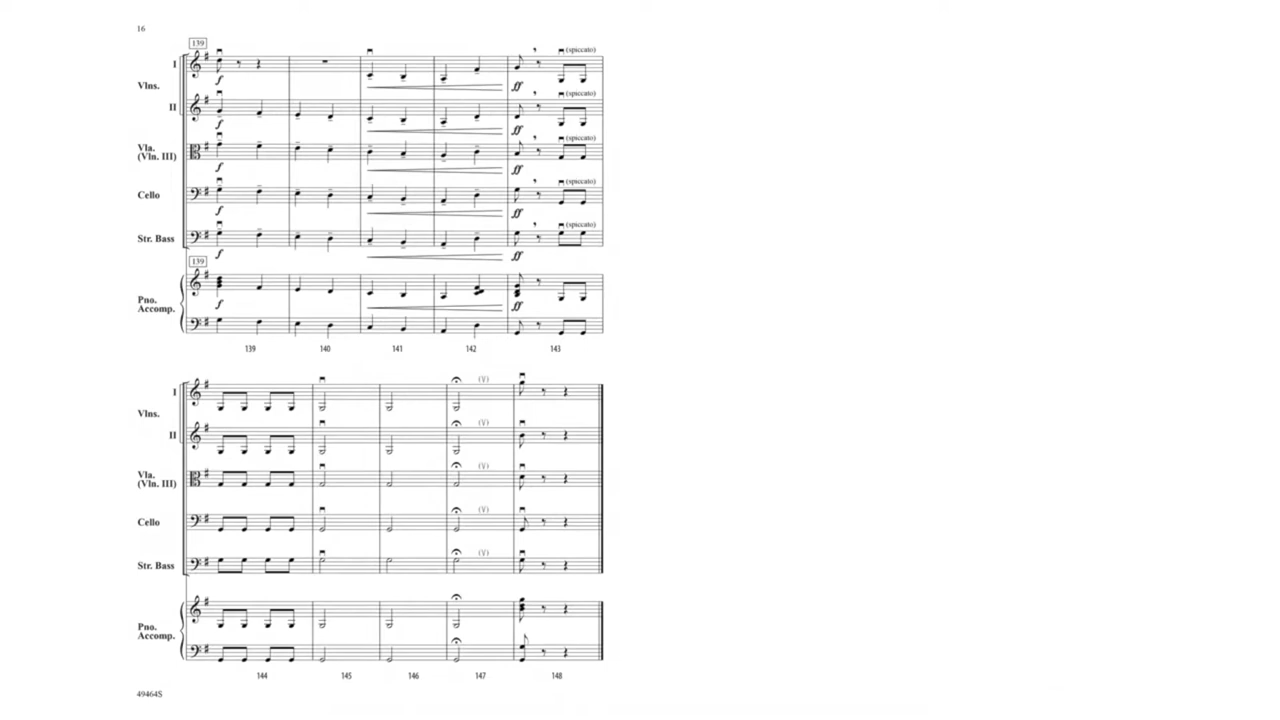 16
139
I (spiccato)
Vlns.
f ff
II (spiccato)
f ff
Vla. (spiccato)
(Vln. III)
f ff
Cello (spiccato)
f ff
Str. Bass (spiccato)
f ff
139
Pno.
Accomp.
f ff
139 140 141 142 143
I (V)
Vlns.
II (V)
Vla. (V)
(Vln. III)
Cello (V)
Str. Bass (V)
Pno.
Accomp.
144 145 146 147 148
49464S